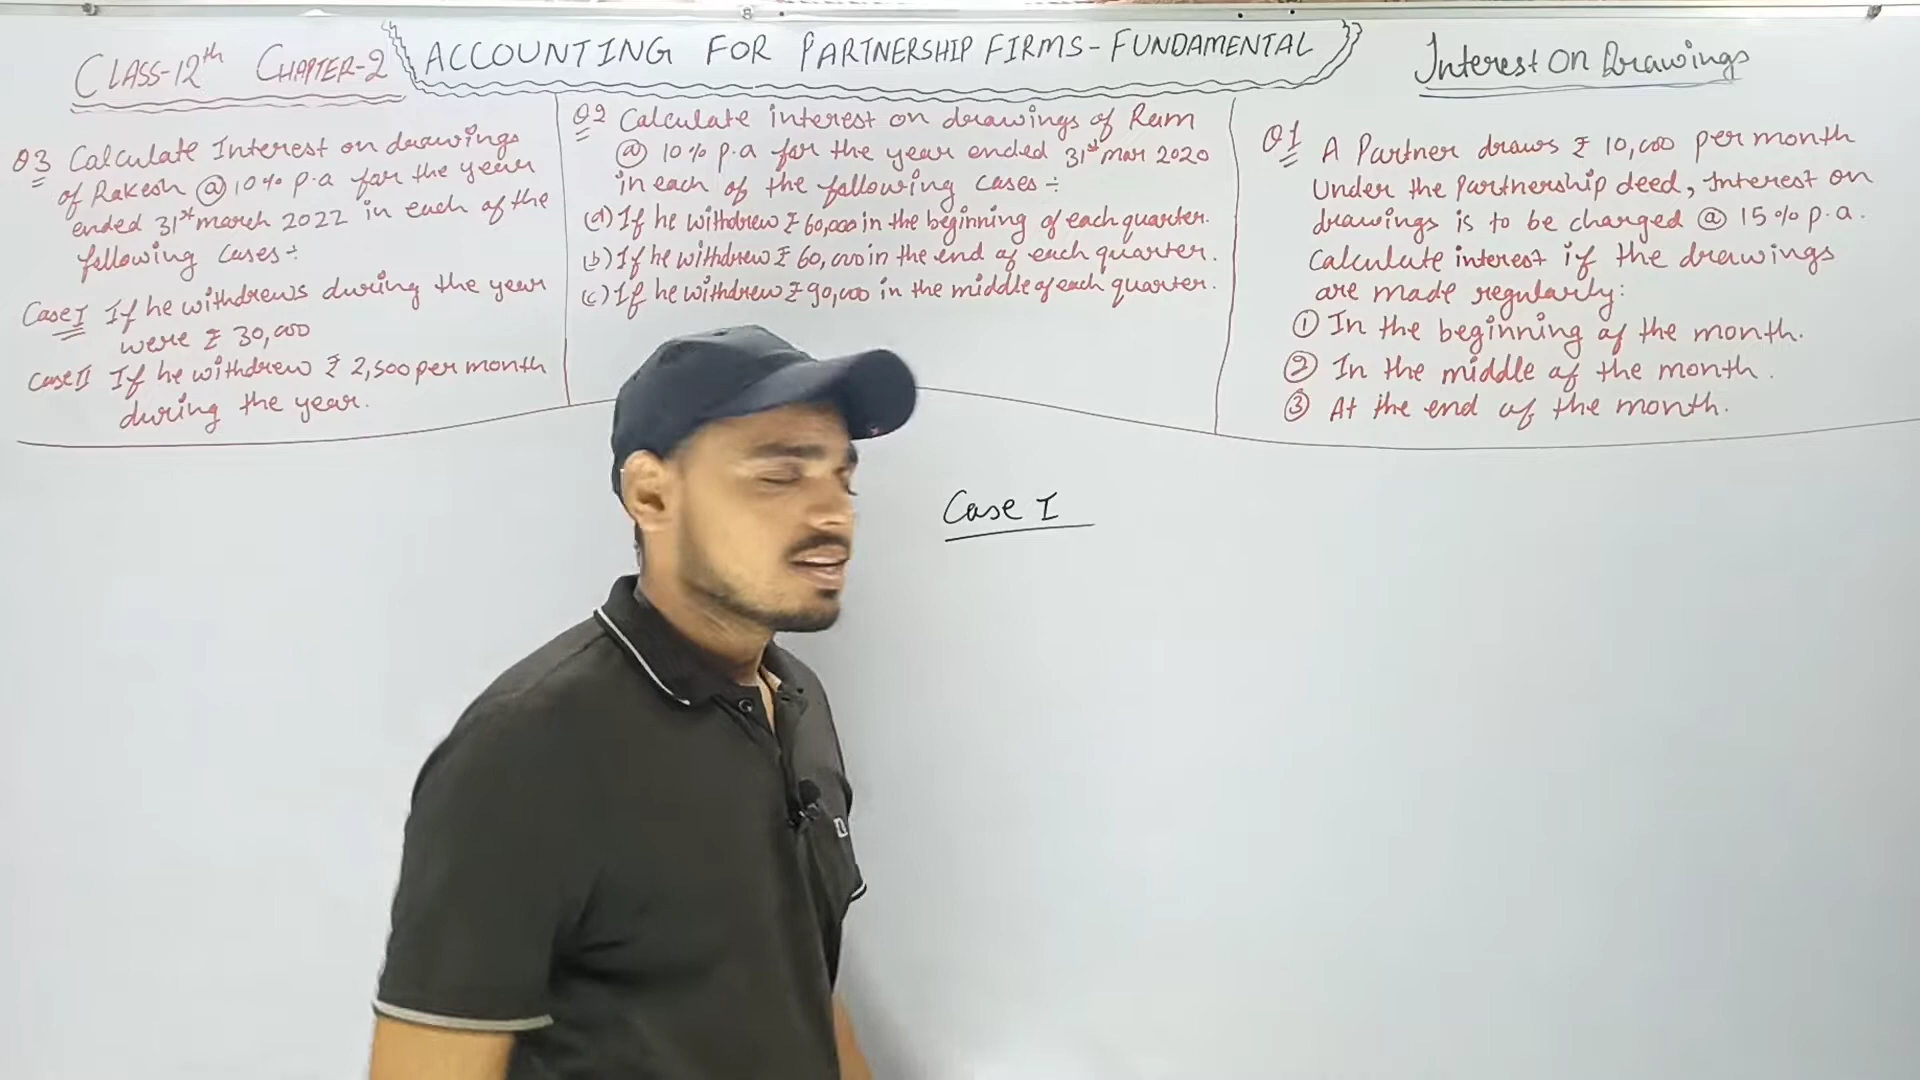 CLASS-12th CHAPTER-2
ACCOUNTING FOR PARTNERSHIP FIRMS-FUNDAMENTAL
Interest On Drawings
Q3 Calculate Interest on drawings
of Rakesh @ 10% p.a for the year
ended 31st march 2022 in each of the
following cases÷
Case I If he withdrews during the year
were ₹ 30,000
Case II If he withdrew ₹ 2,500 per month
during the year.
Q2 Calculate interest on drawings of Ram
@ 10% p.a for the year ended 31st Mar 2020
in each of the following cases ÷
(a) If he withdrew ₹ 60,000 in the beginning of each quarter.
(b) If he withdrew ₹ 60,000 in the end of each quarter.
(c) If he withdrew ₹ 90,000 in the middle of each quarter.
Q1 A Partner draws ₹ 10,000 per month
Under the Partnership deed, Interest on
drawings is to be charged @ 15% p.a.
Calculate interest if the drawings
are made regularly:
① In the beginning of the month.
② In the middle of the month.
③ At the end of the month.
Case I